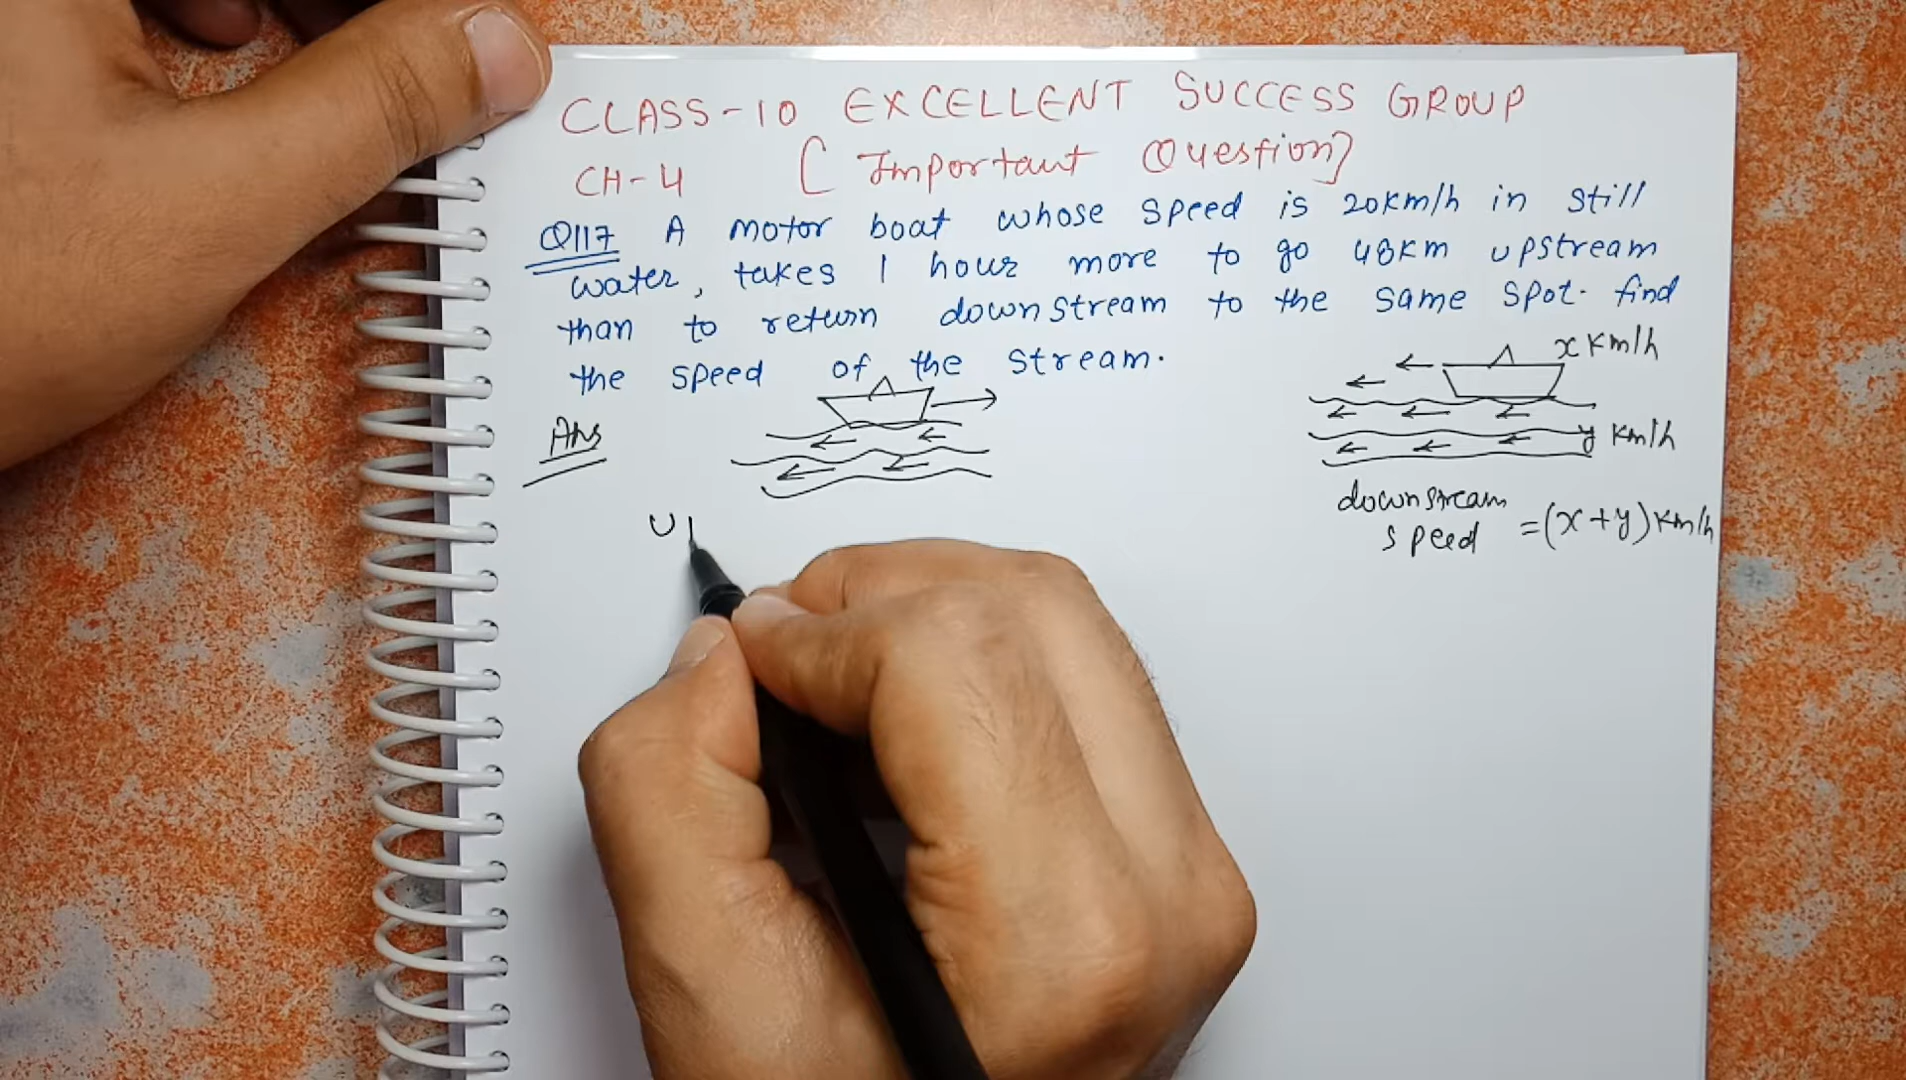 CLASS-10 EXCELLENT SUCCESS GROUP
CH-4 [Important Question]
Q117 A motor boat whose speed is 20km/h in still
water, takes 1 hour more to go 48km upstream
than to return downstream to the same spot. find
the speed of the stream.
x km/h
Ans
y km/h
downstream
speed =(x+y)km/h